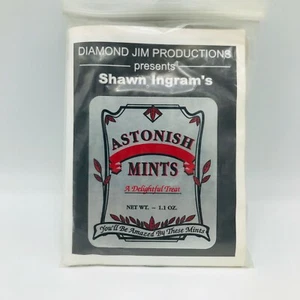 DIAMOND JIM PRODUCTIONS
presents
Shawn Ingram's
ASTONISH
MINTS
A Delightful Treat
NET WT. - 1.1 OZ.
You'll Be Amazed By These Mints